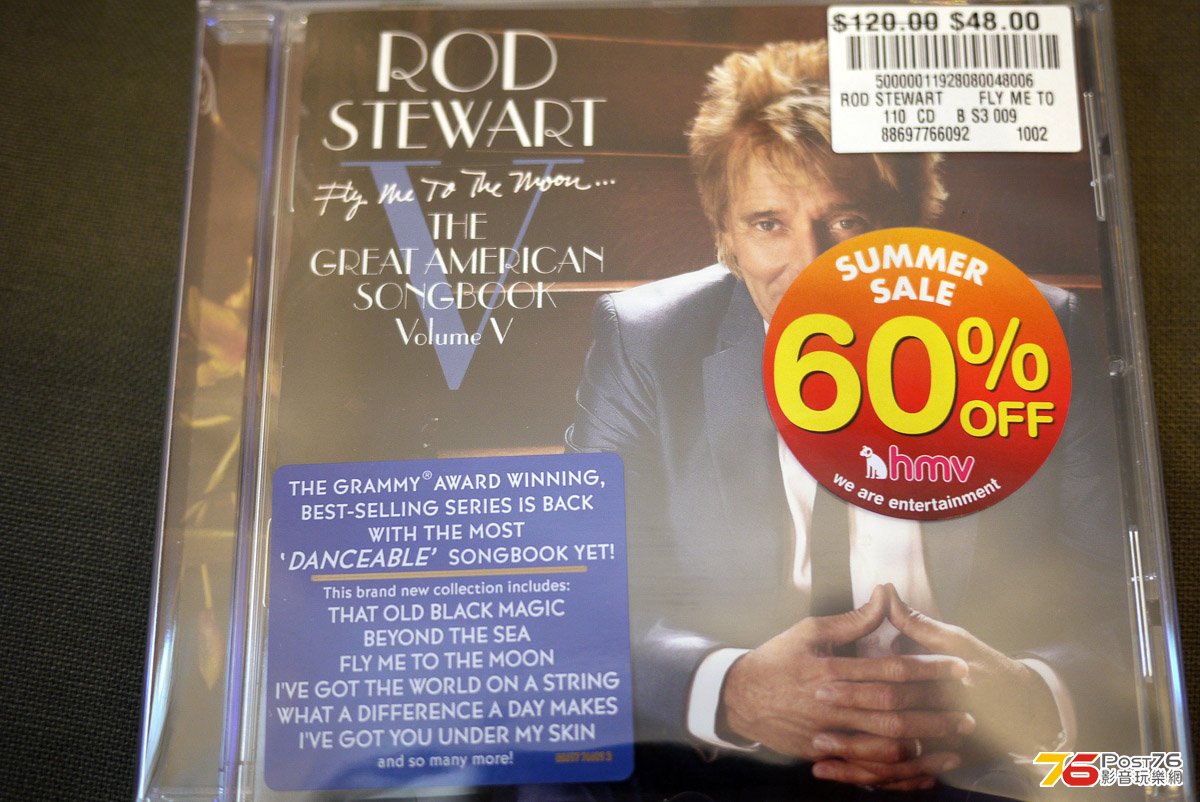 ROD
STEWART
Fly Me To The Moon...
V
THE
GREAT AMERICAN
SONGBOOK
Volume V
$120.00 $48.00
50000011928080048006
ROD STEWART FLY ME TO
110 CD B S3 009
88697766092 1002
SUMMER
SALE
60%
OFF
hmv
we are entertainment
THE GRAMMY® AWARD WINNING,
BEST-SELLING SERIES IS BACK
WITH THE MOST
'DANCEABLE' SONGBOOK YET!
This brand new collection includes:
THAT OLD BLACK MAGIC
BEYOND THE SEA
FLY ME TO THE MOON
I'VE GOT THE WORLD ON A STRING
WHAT A DIFFERENCE A DAY MAKES
I'VE GOT YOU UNDER MY SKIN
and so many more!
76 Post76
影音玩樂網